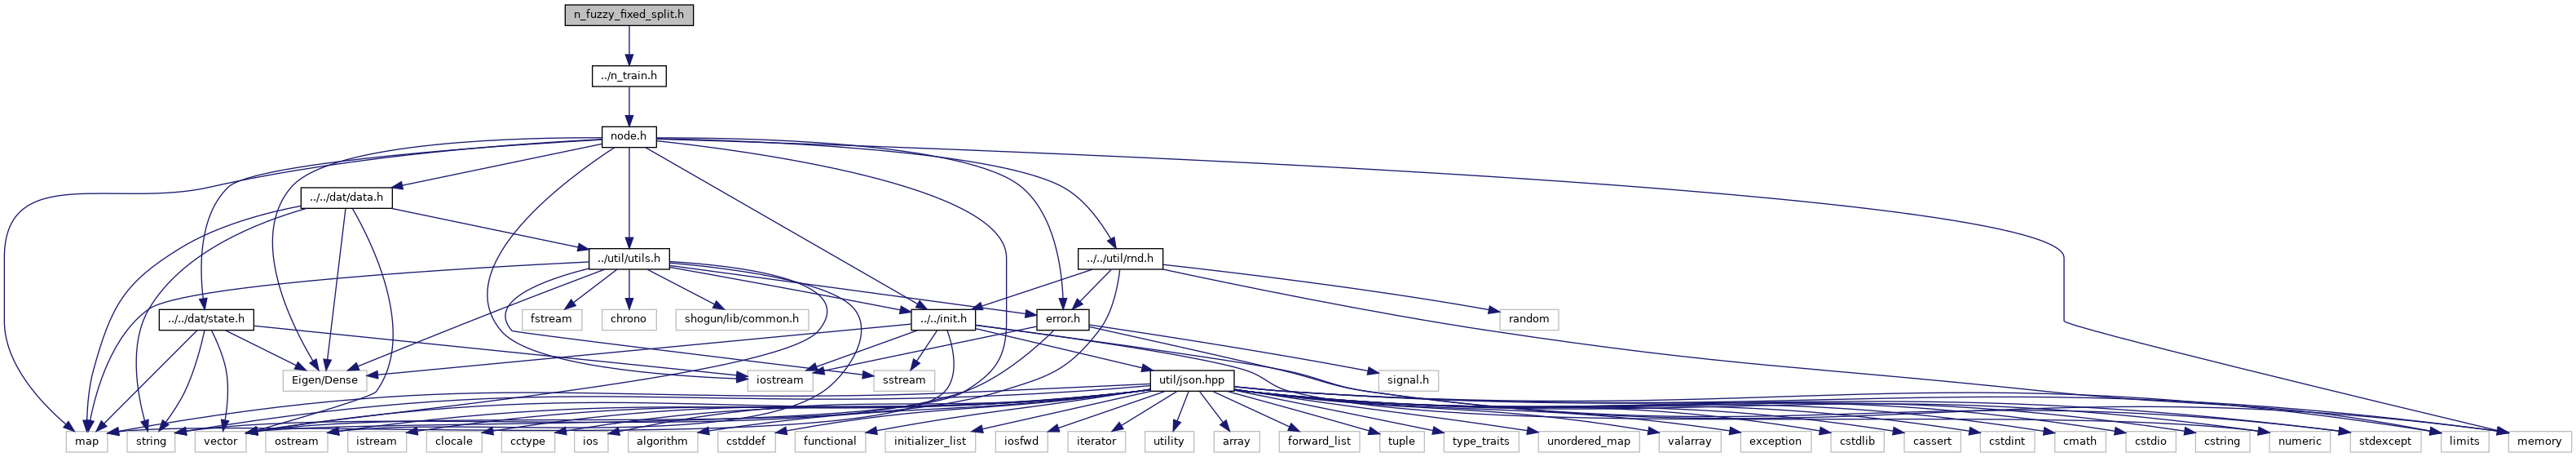 n_fuzzy_fixed_split.h
../n_train.h
node.h
../../dat/data.h
../util/utils.h
../../util/rnd.h
../../dat/state.h
fstream
chrono
shogun/lib/common.h
../../init.h
error.h
random
Eigen/Dense
iostream
sstream
util/json.hpp
signal.h
map
string
vector
ostream
istream
clocale
cctype
ios
algorithm
cstddef
functional
initializer_list
iosfwd
iterator
utility
array
forward_list
tuple
type_traits
unordered_map
valarray
exception
cstdlib
cassert
cstdint
cmath
cstdio
cstring
numeric
stdexcept
limits
memory